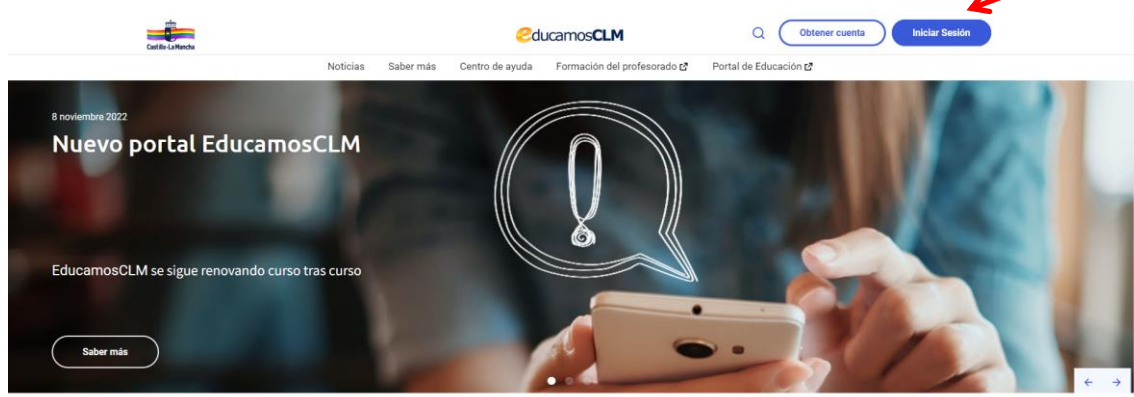 Castilla-La Mancha
educamosCLM
Obtener cuenta
Iniciar Sesión
Noticias Saber más Centro de ayuda Formación del profesorado Portal de Educación
8 noviembre 2022
Nuevo portal EducamosCLM
EducamosCLM se sigue renovando curso tras curso
Saber más